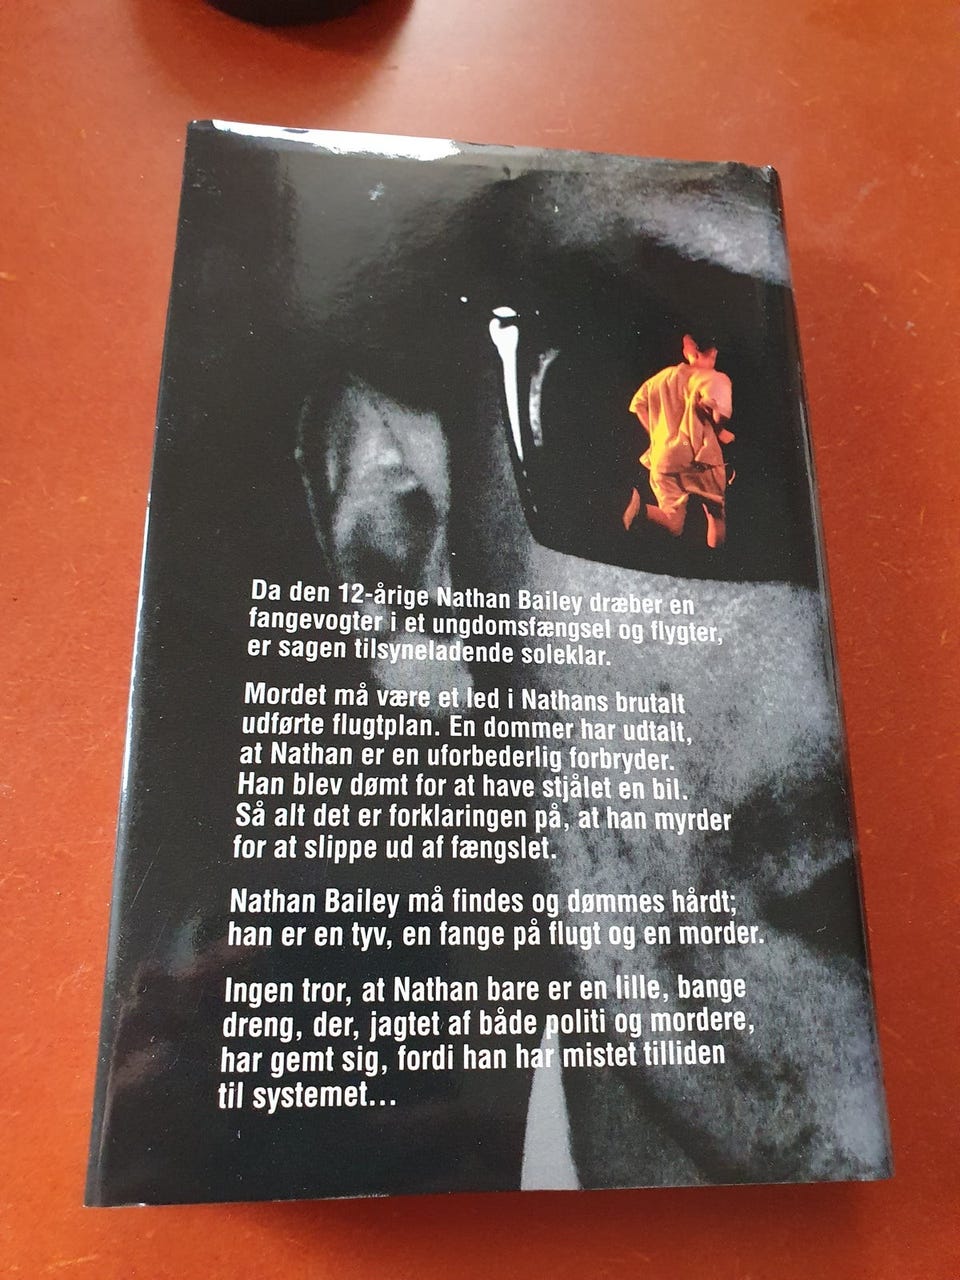 Da den 12-årige Nathan Bailey dræber en
fangevogter i et ungdomsfængsel og flygter,
er sagen tilsyneladende soleklar.
Mordet må være et led i Nathans brutalt
udførte flugtplan. En dommer har udtalt,
at Nathan er en uforbederlig forbryder.
Han blev dømt for at have stjålet en bil.
Så alt det er forklaringen på, at han myrder
for at slippe ud af fængslet.
Nathan Bailey må findes og dømmes hårdt;
han er en tyv, en fange på flugt og en morder.
Ingen tror, at Nathan bare er en lille, bange
dreng, der, jagtet af både politi og mordere,
har gemt sig, fordi han har mistet tilliden
til systemet...